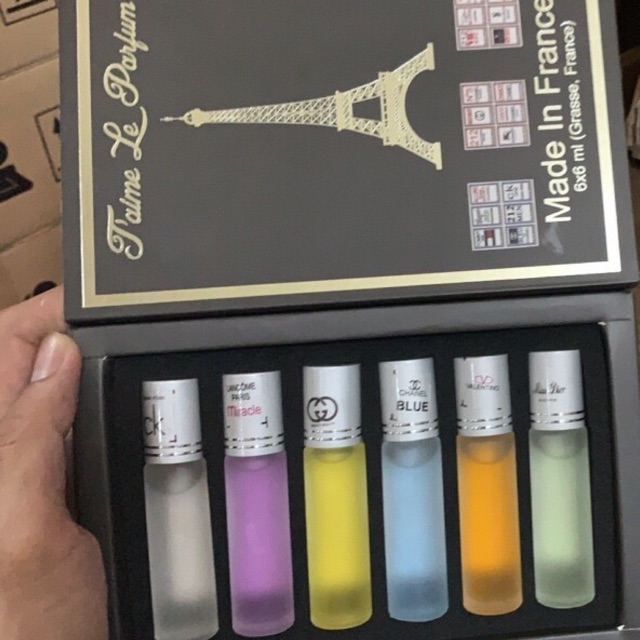 T'aime Le Parfum
Made In France
6x6 ml (Grasse, France)
212
ck
LANCÔME
PARIS
Miracle
CHANEL
BLUE
VALENTINO
Miss Dior